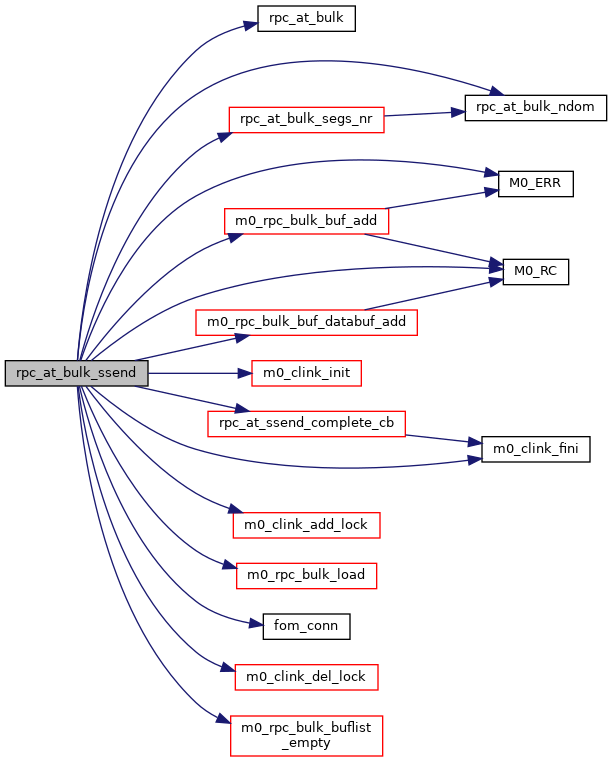 rpc_at_bulk
rpc_at_bulk_ndom
rpc_at_bulk_segs_nr
M0_ERR
m0_rpc_bulk_buf_add
M0_RC
m0_rpc_bulk_buf_databuf_add
rpc_at_bulk_ssend
m0_clink_init
rpc_at_ssend_complete_cb
m0_clink_fini
m0_clink_add_lock
m0_rpc_bulk_load
fom_conn
m0_clink_del_lock
m0_rpc_bulk_buflist
_empty